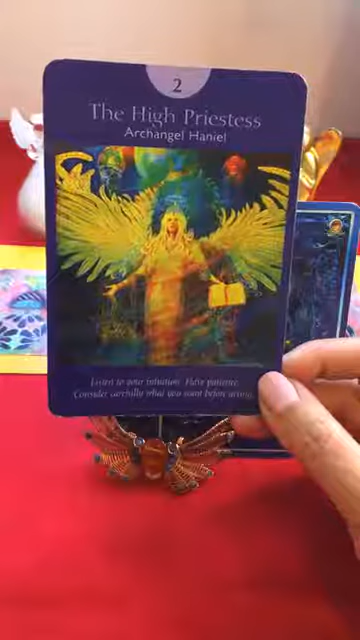 2
The High Priestess
Archangel Haniel
Listen to your intuition. Have patience.
Consider carefully what you want before acting.